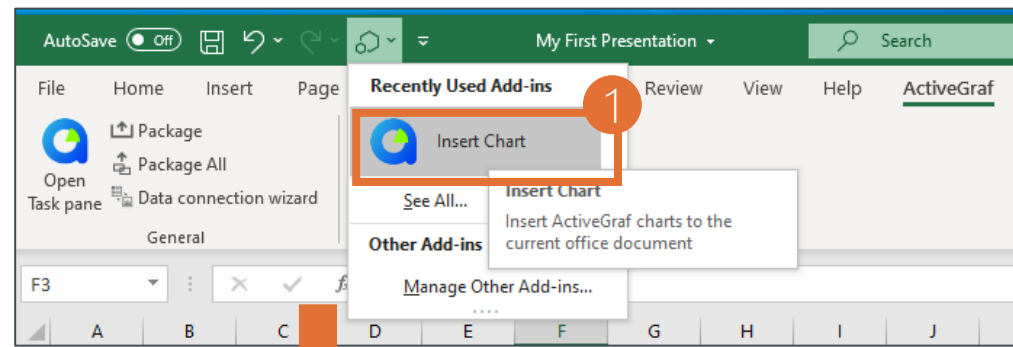 AutoSave Off My First Presentation Search
File Home Insert Page Review View Help ActiveGraf
Recently Used Add-ins
1
Insert Chart
See All...
Other Add-ins
Manage Other Add-ins...
Insert Chart
Insert ActiveGraf charts to the
current office document
Open
Task pane
Package
Package All
Data connection wizard
General
F3
A B C D E F G H I J